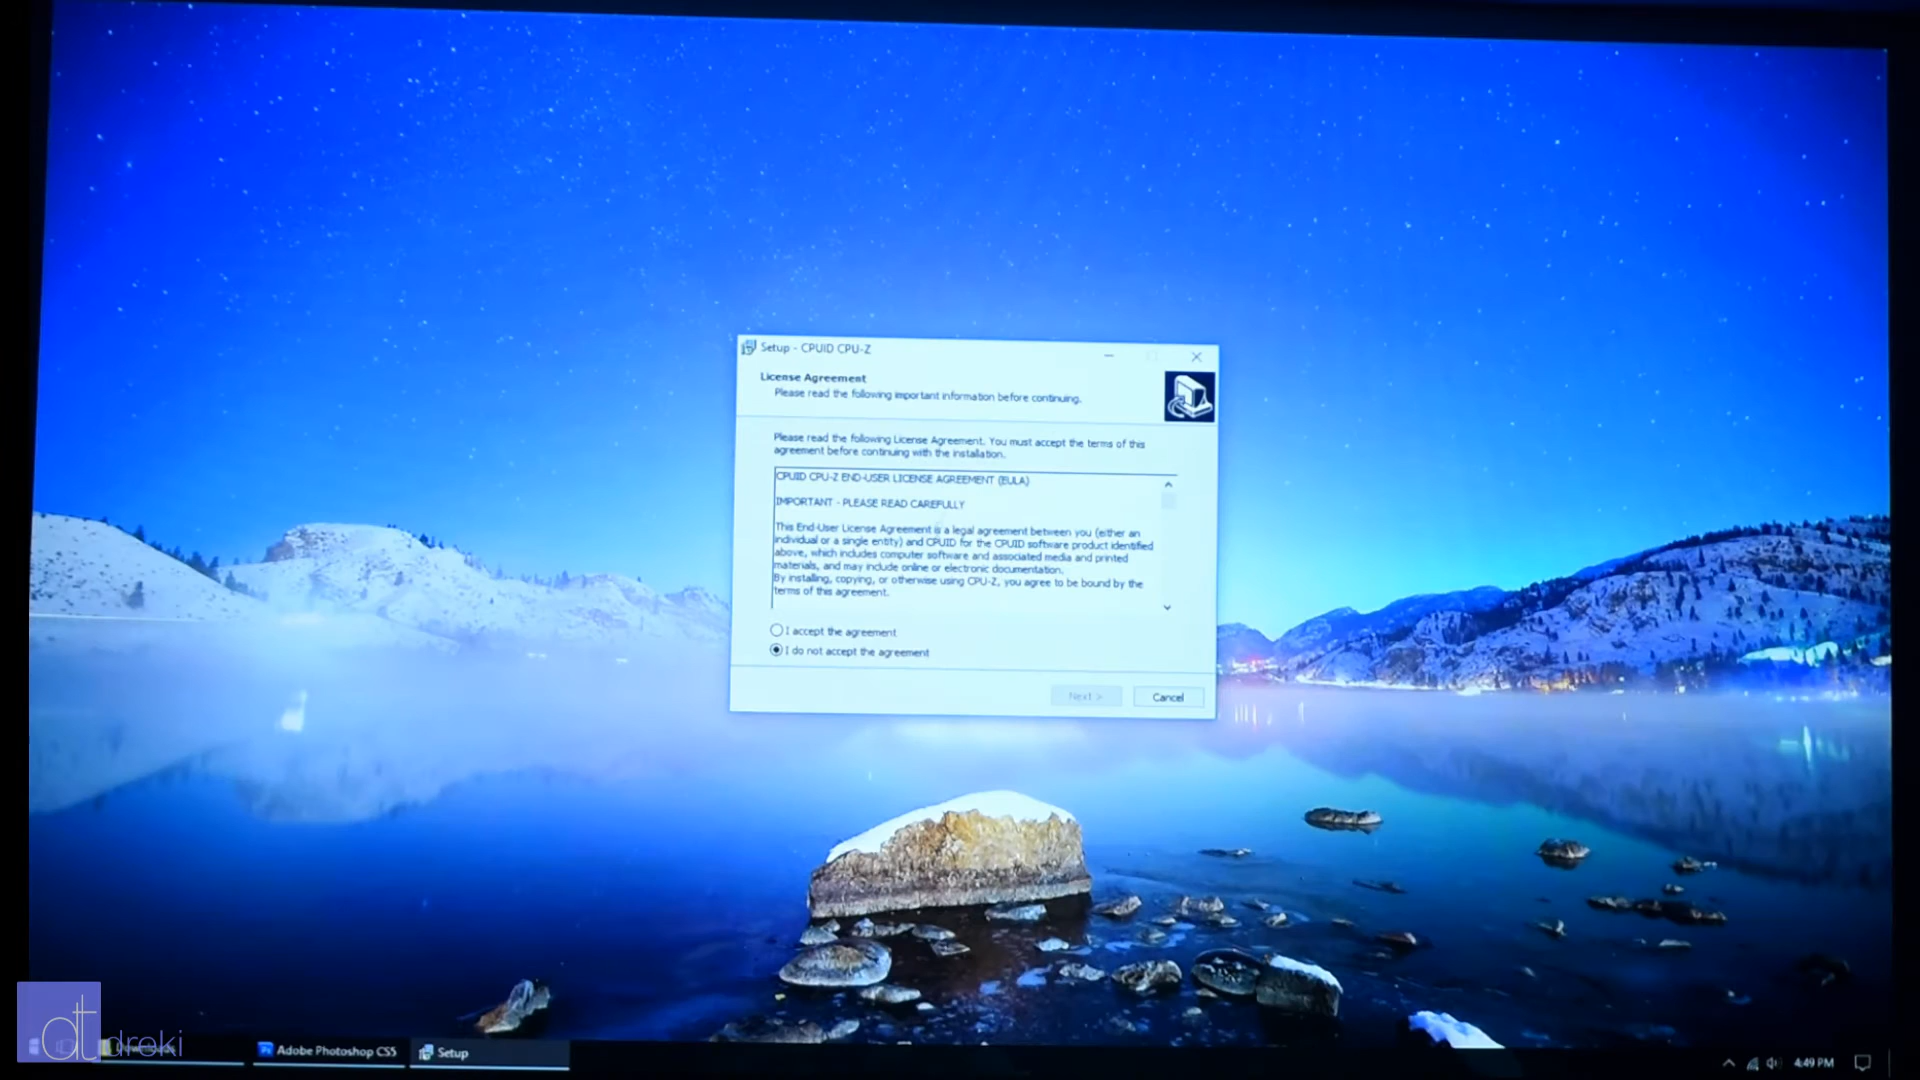 Setup - CPUID CPU-Z
License Agreement
Please read the following important information before continuing.
Please read the following License Agreement. You must accept the terms of this
agreement before continuing with the installation.
CPUID CPU-Z END-USER LICENSE AGREEMENT (EULA)
IMPORTANT - PLEASE READ CAREFULLY
This End-User License Agreement is a legal agreement between you (either an
individual or a single entity) and CPUID for the CPUID software product identified
above, which includes computer software and associated media and printed
materials, and may include online or electronic documentation.
By installing, copying, or otherwise using CPU-Z, you agree to be bound by the
terms of this agreement.
I accept the agreement
I do not accept the agreement
Next >
Cancel
dt droki
Adobe Photoshop CS5
Setup
4:49 PM